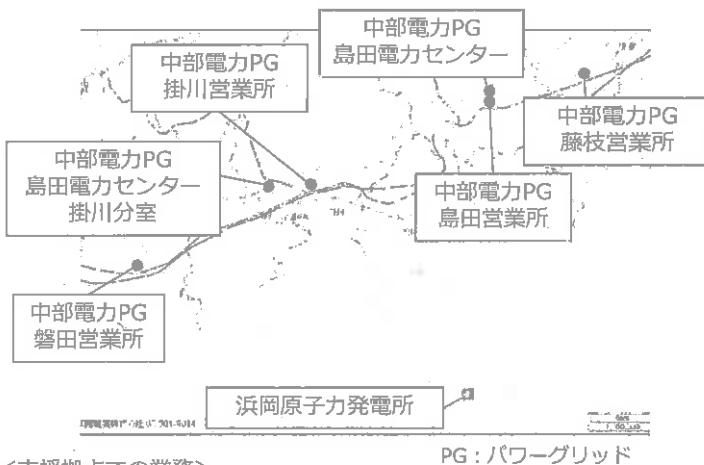 中部電力PG
島田電力センター
中部電力PG
掛川営業所
中部電力PG
藤枝営業所
中部電力PG
島田電力センター
掛川分室
中部電力PG
島田営業所
中部電力PG
磐田営業所
浜岡原子力発電所
PG：パワーグリッド